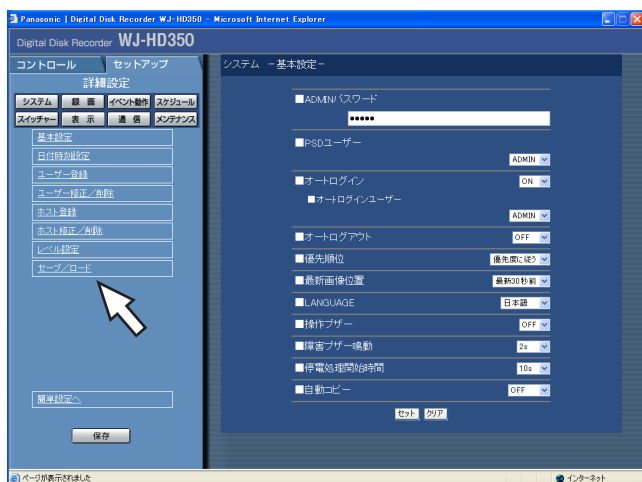 Panasonic | Digital Disk Recorder WJ-HD350 - Microsoft Internet Explorer
Digital Disk Recorder WJ-HD350
コントロール セットアップ
詳細設定
システム 録画 イベント動作 スケジュール
スイッチャー 表示 通信 メンテナンス
基本設定
日付時刻設定
ユーザー登録
ユーザー修正/削除
ホスト登録
ホスト修正/削除
レベル設定
セーブ/ロード
簡単設定へ
保存
システム -基本設定-
■ADMINパスワード
●●●●●
■PSDユーザー
ADMIN
■オートログイン ON
■オートログインユーザー
ADMIN
■オートログアウト OFF
■優先順位 優先度に従う
■最新画像位置 最新30秒前
■LANGUAGE 日本語
■操作ブザー OFF
■障害ブザー鳴動 2s
■停電処理開始時間 10s
■自動コピー OFF
セット クリア
ページが表示されました インターネット